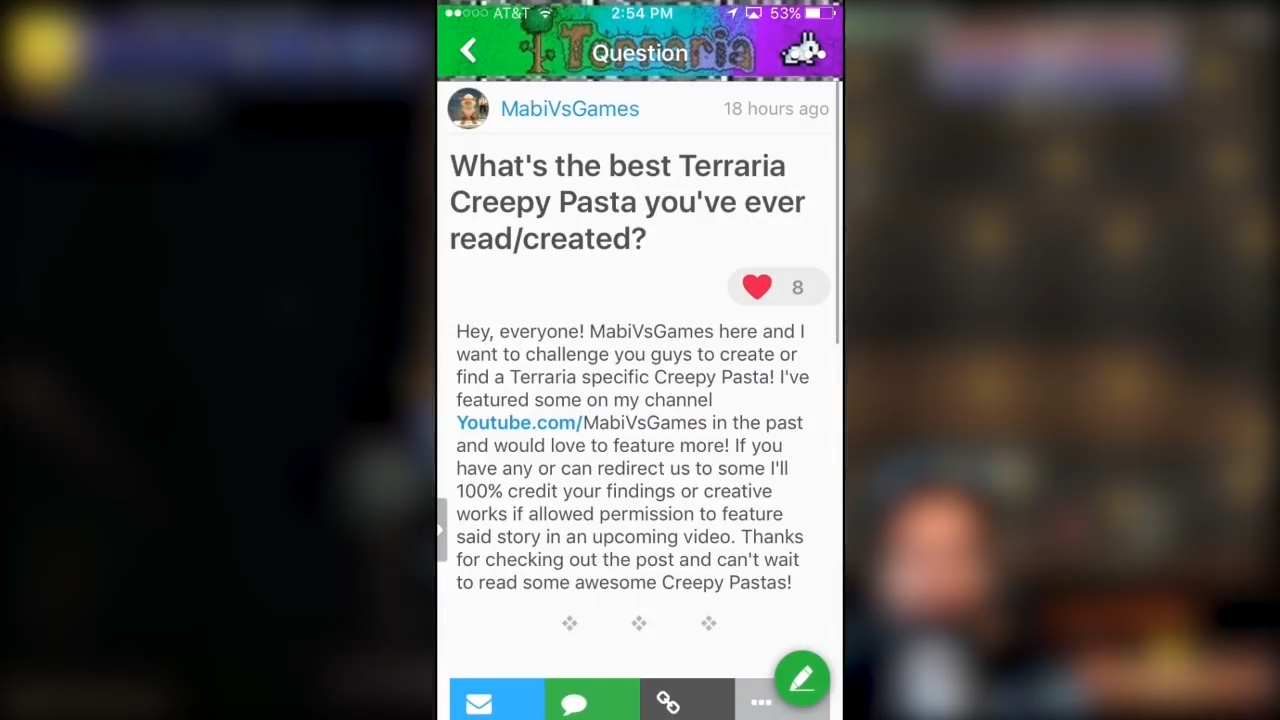 AT&T 2:54 PM 53%
Terraria
Question
MabiVsGames 18 hours ago
What's the best Terraria
Creepy Pasta you've ever
read/created?
8
Hey, everyone! MabiVsGames here and I
want to challenge you guys to create or
find a Terraria specific Creepy Pasta! I've
featured some on my channel
Youtube.com/MabiVsGames in the past
and would love to feature more! If you
have any or can redirect us to some I'll
100% credit your findings or creative
works if allowed permission to feature
said story in an upcoming video. Thanks
for checking out the post and can't wait
to read some awesome Creepy Pastas!